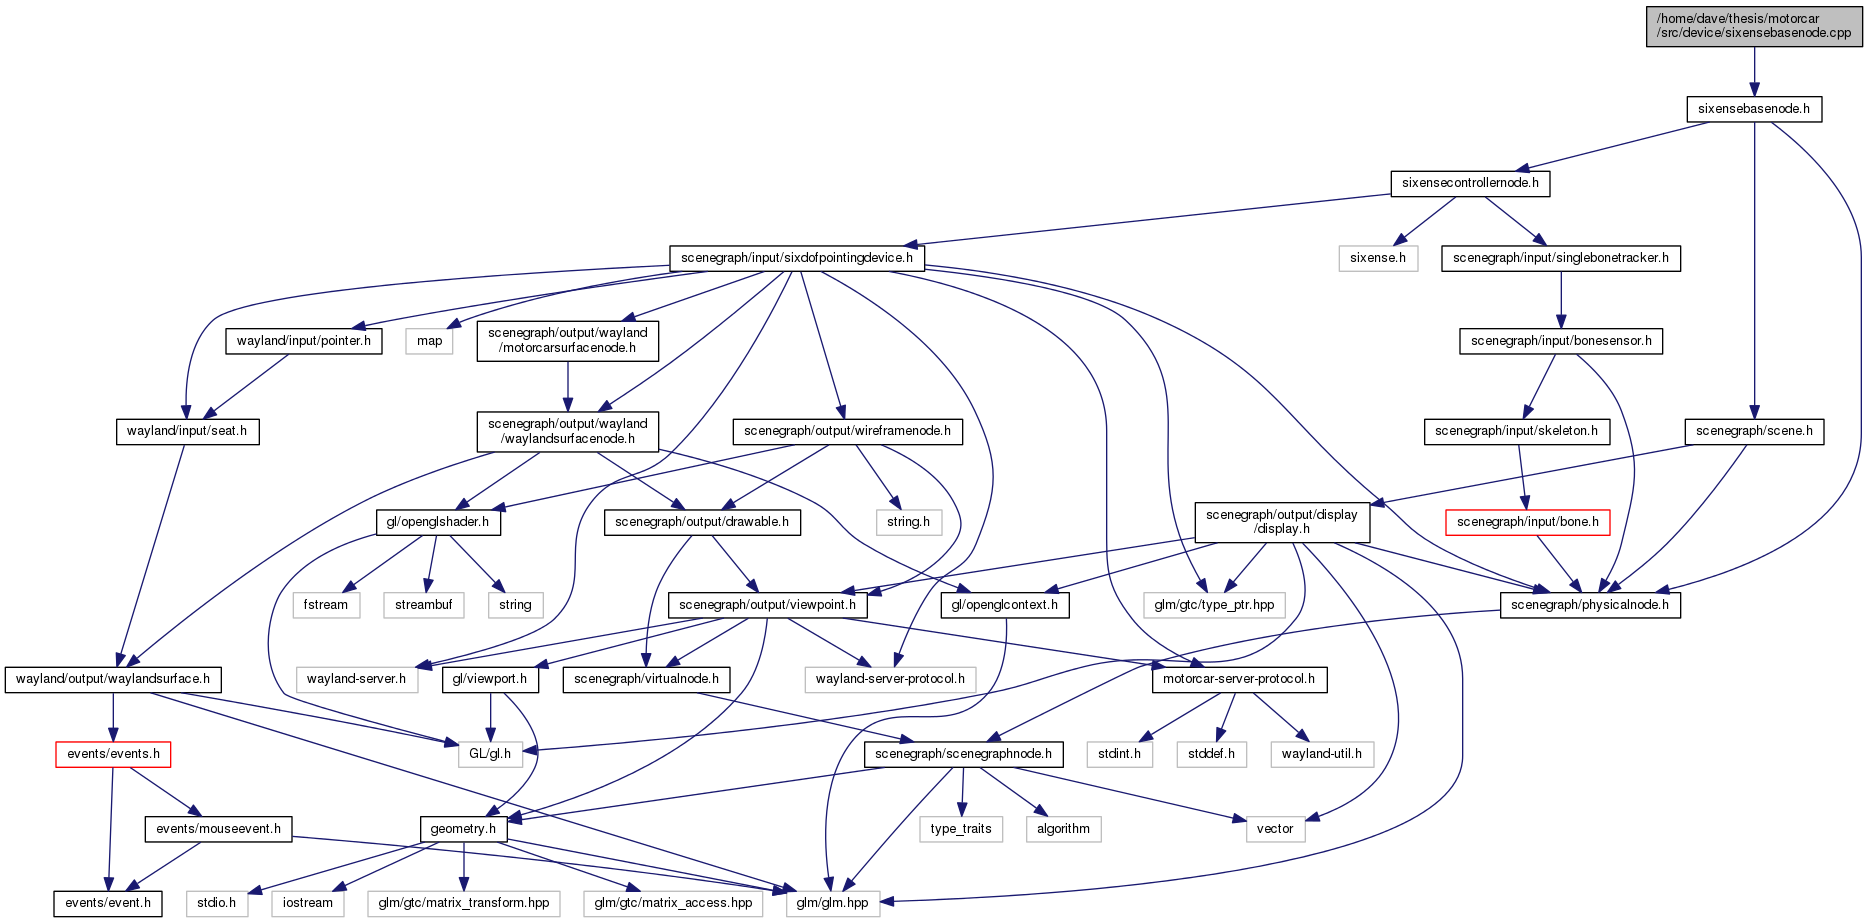 /home/dave/thesis/motorcar
/src/device/sixensebasenode.cpp
sixensebasenode.h
sixensecontrollernode.h
scenegraph/input/sixdofpointingdevice.h
sixense.h
scenegraph/input/singlebonetracker.h
wayland/input/pointer.h
map
scenegraph/output/wayland
/motorcarsurfacenode.h
scenegraph/input/bonesensor.h
wayland/input/seat.h
scenegraph/output/wayland
/waylandsurfacenode.h
scenegraph/output/wireframenode.h
scenegraph/input/skeleton.h
scenegraph/scene.h
gl/openglshader.h
scenegraph/output/drawable.h
string.h
scenegraph/output/display
/display.h
scenegraph/input/bone.h
fstream
streambuf
string
scenegraph/output/viewpoint.h
gl/openglcontext.h
glm/gtc/type_ptr.hpp
scenegraph/physicalnode.h
wayland/output/waylandsurface.h
wayland-server.h
gl/viewport.h
scenegraph/virtualnode.h
wayland-server-protocol.h
motorcar-server-protocol.h
events/events.h
GL/gl.h
scenegraph/scenegraphnode.h
stdint.h
stddef.h
wayland-util.h
events/mouseevent.h
geometry.h
type_traits
algorithm
vector
events/event.h
stdio.h
iostream
glm/gtc/matrix_transform.hpp
glm/gtc/matrix_access.hpp
glm/glm.hpp